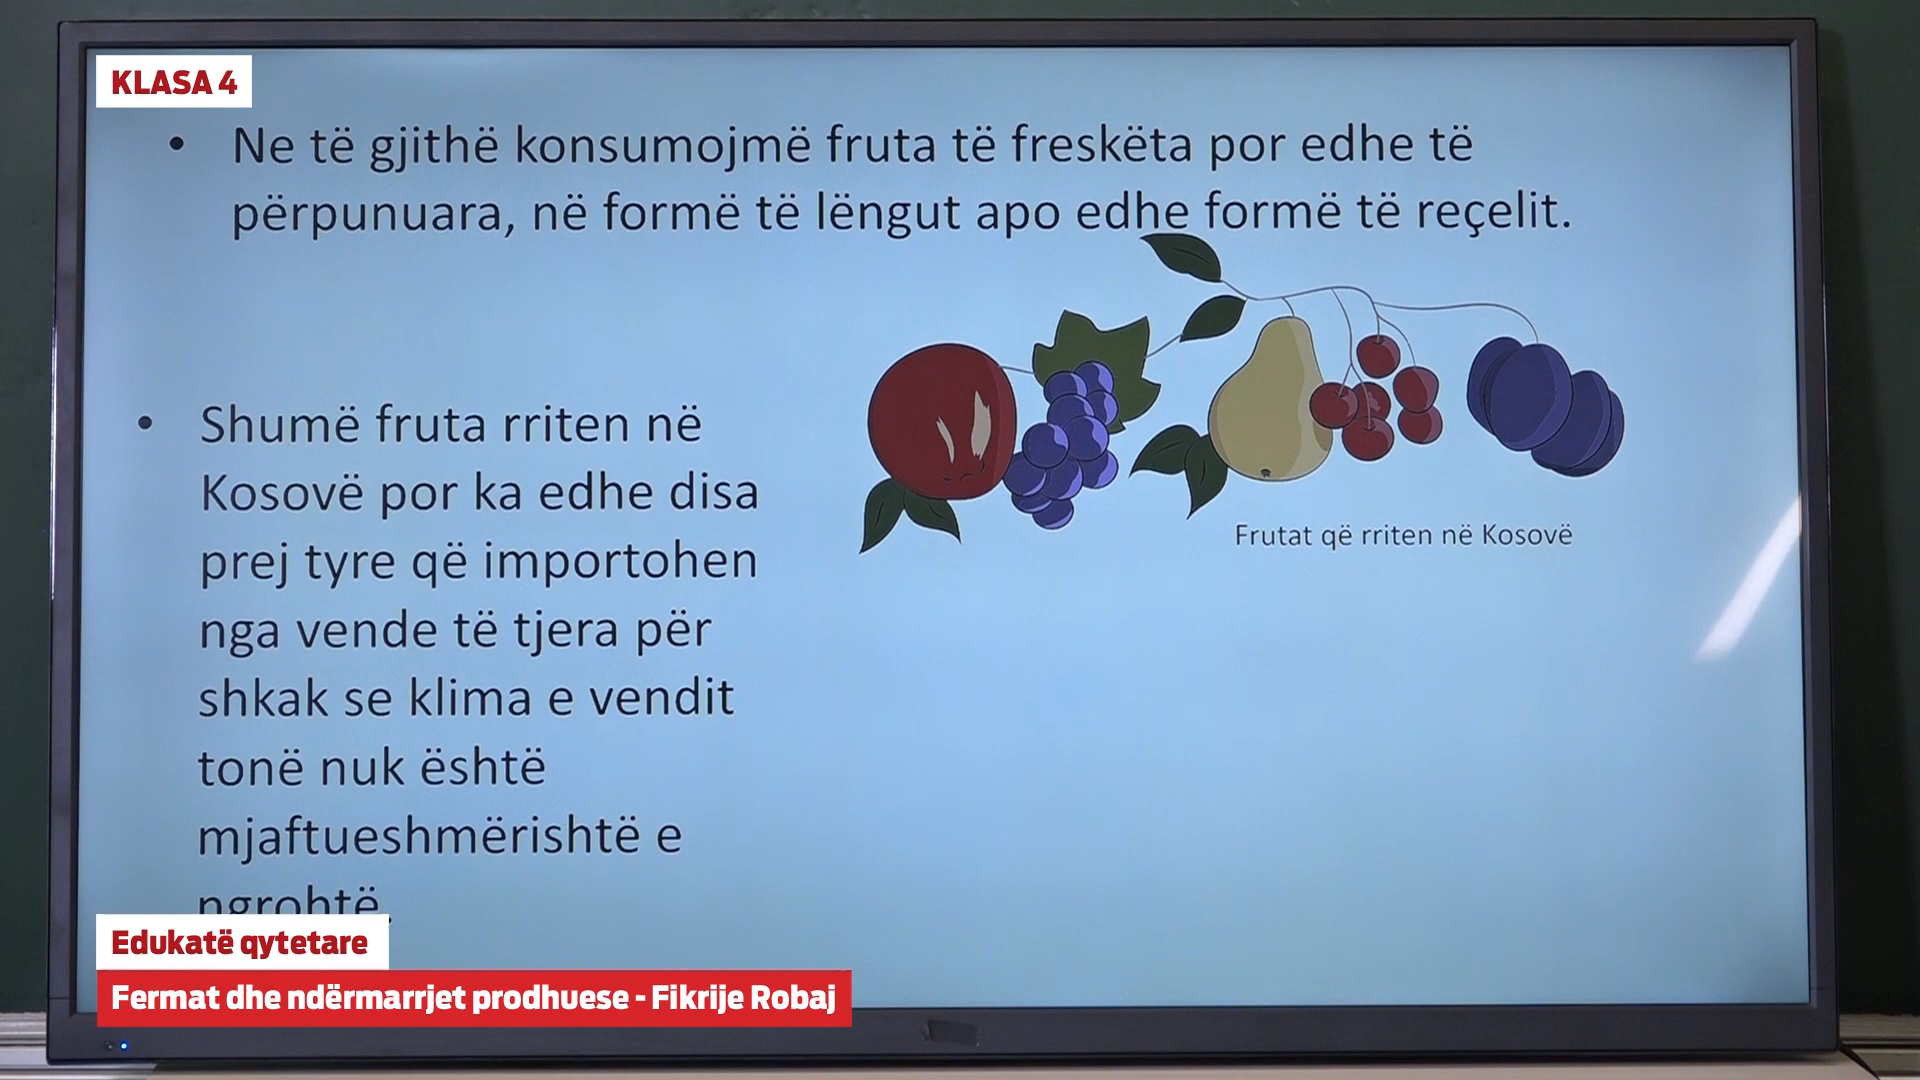 KLASA 4
• Ne të gjithë konsumojmë fruta të freskëta por edhe të
përpunuara, në formë të lëngut apo edhe formë të reçelit.
• Shumë fruta rriten në
Kosovë por ka edhe disa
prej tyre që importohen
nga vende të tjera për
shkak se klima e vendit
tonë nuk është
mjaftueshmërishtë e
ngrohtë.
Frutat që rriten në Kosovë
Edukatë qytetare
Fermat dhe ndërmarrjet prodhuese - Fikrije Robaj